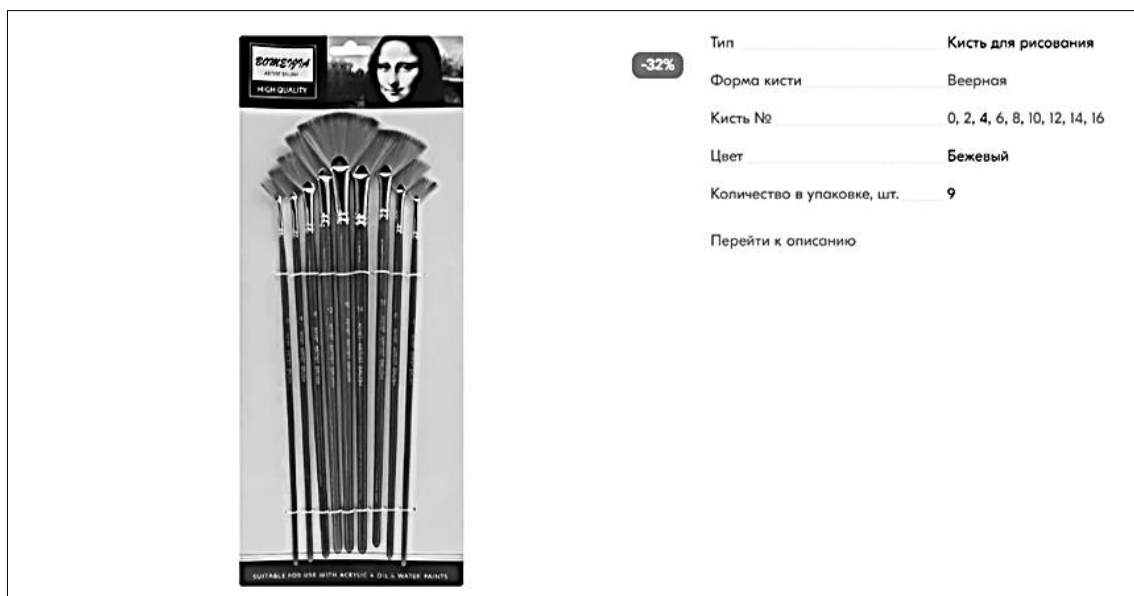 BOMEIJIA
ARTIST BRUSH
HIGH QUALITY
SUITABLE FOR USE WITH ACRYLIC & OIL & WATER PAINTS
-32%
Тип Кисть для рисования
Форма кисти Веерная
Кисть № 0, 2, 4, 6, 8, 10, 12, 14, 16
Цвет Бежевый
Количество в упаковке, шт. 9
Перейти к описанию